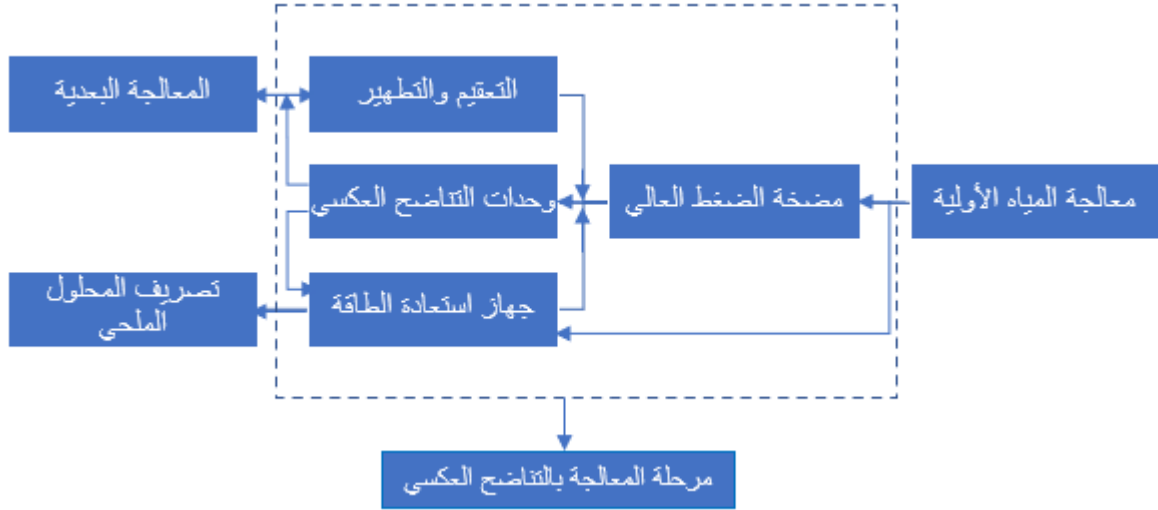 المعالجة البعدية
التعقيم والتطهير
معالجة المياه الأولية
مضخة الضغط العالي
وحدات التناضح العكسي
تصريف المحلول
الملحي
جهاز استعادة الطاقة
مرحلة المعالجة بالتناضح العكسي